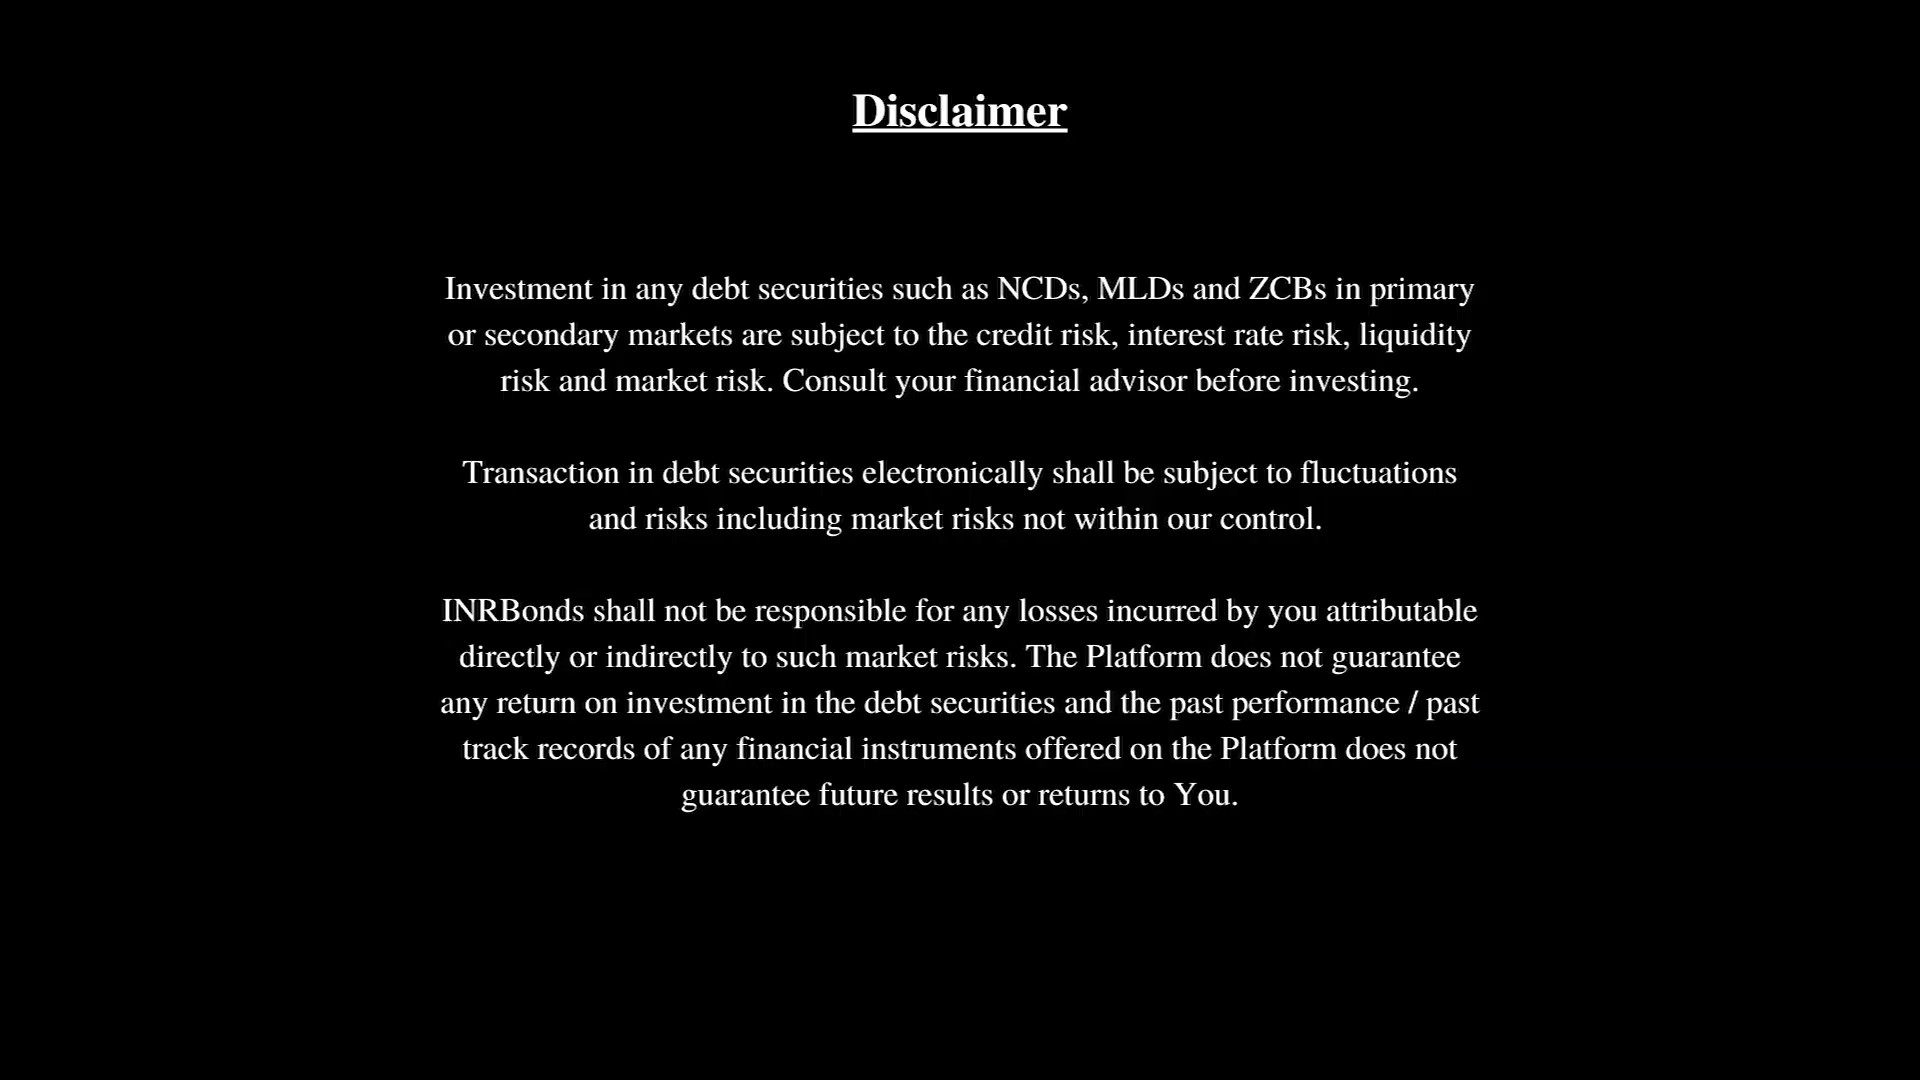 Disclaimer
Investment in any debt securities such as NCDs, MLDs and ZCBs in primary
or secondary markets are subject to the credit risk, interest rate risk, liquidity
risk and market risk. Consult your financial advisor before investing.
Transaction in debt securities electronically shall be subject to fluctuations
and risks including market risks not within our control.
INRBonds shall not be responsible for any losses incurred by you attributable
directly or indirectly to such market risks. The Platform does not guarantee
any return on investment in the debt securities and the past performance / past
track records of any financial instruments offered on the Platform does not
guarantee future results or returns to You.